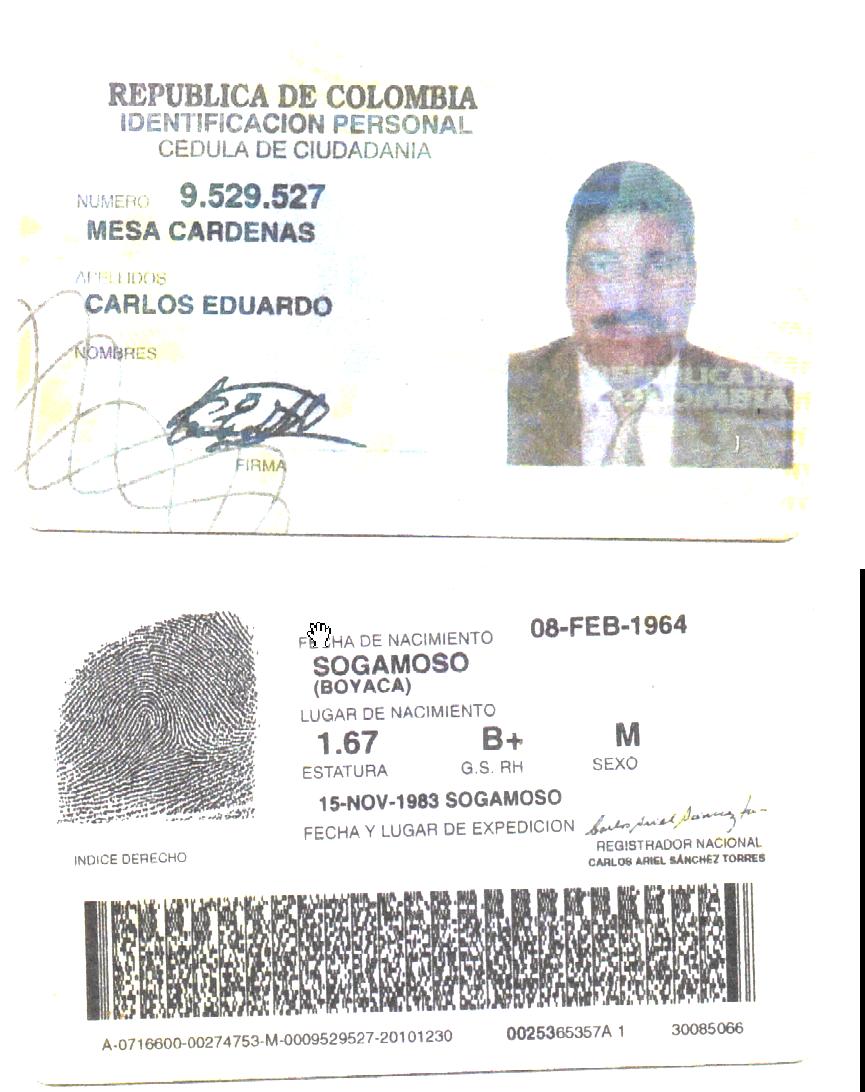 REPUBLICA DE COLOMBIA
IDENTIFICACION PERSONAL
CEDULA DE CIUDADANIA
NUMERO 9.529.527
MESA CARDENAS
APELLIDOS
CARLOS EDUARDO
NOMBRES
FIRMA
REPUBLICA DE
COLOMBIA
08-FEB-1964
FECHA DE NACIMIENTO
SOGAMOSO
(BOYACA)
LUGAR DE NACIMIENTO
1.67 B+ M
ESTATURA G.S. RH SEXO
15-NOV-1983 SOGAMOSO
FECHA Y LUGAR DE EXPEDICION
REGISTRADOR NACIONAL
CARLOS ARIEL SÁNCHEZ TORRES
INDICE DERECHO
A-0716600-00274753-M-0009529527-20101230 0025365357A 1 30085066